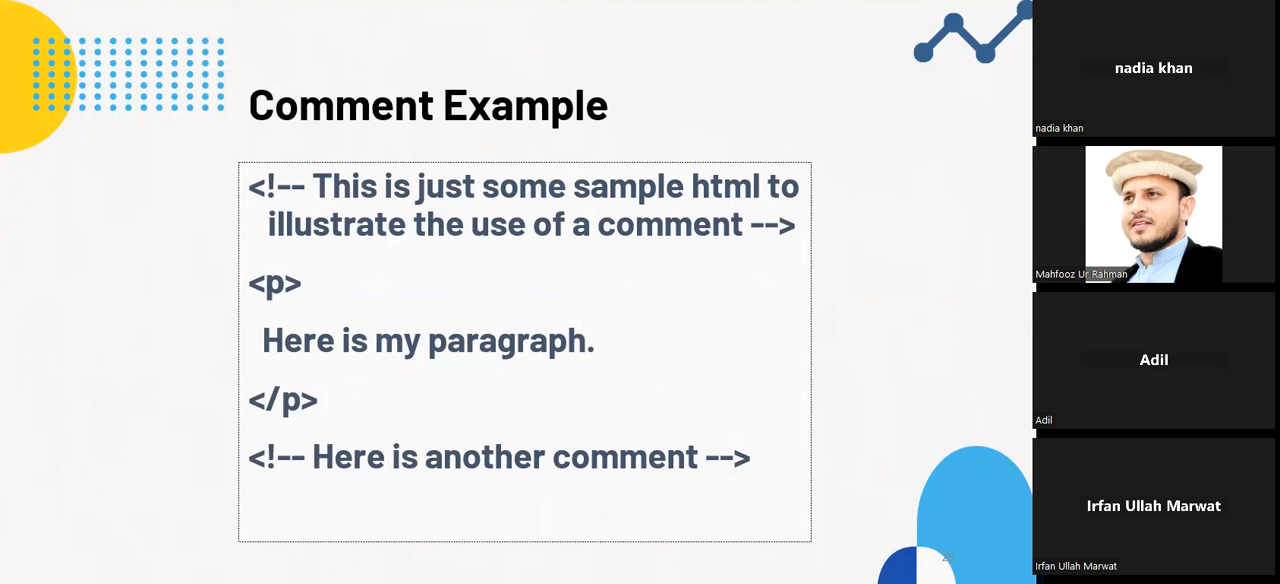 Comment Example
<!-- This is just some sample html to
illustrate the use of a comment -->
<p>
Here is my paragraph.
</p>
<!-- Here is another comment -->
nadia khan
nadia khan
Mahfooz Ur Rahman
Adil
Adil
Irfan Ullah Marwat
Irfan Ullah Marwat